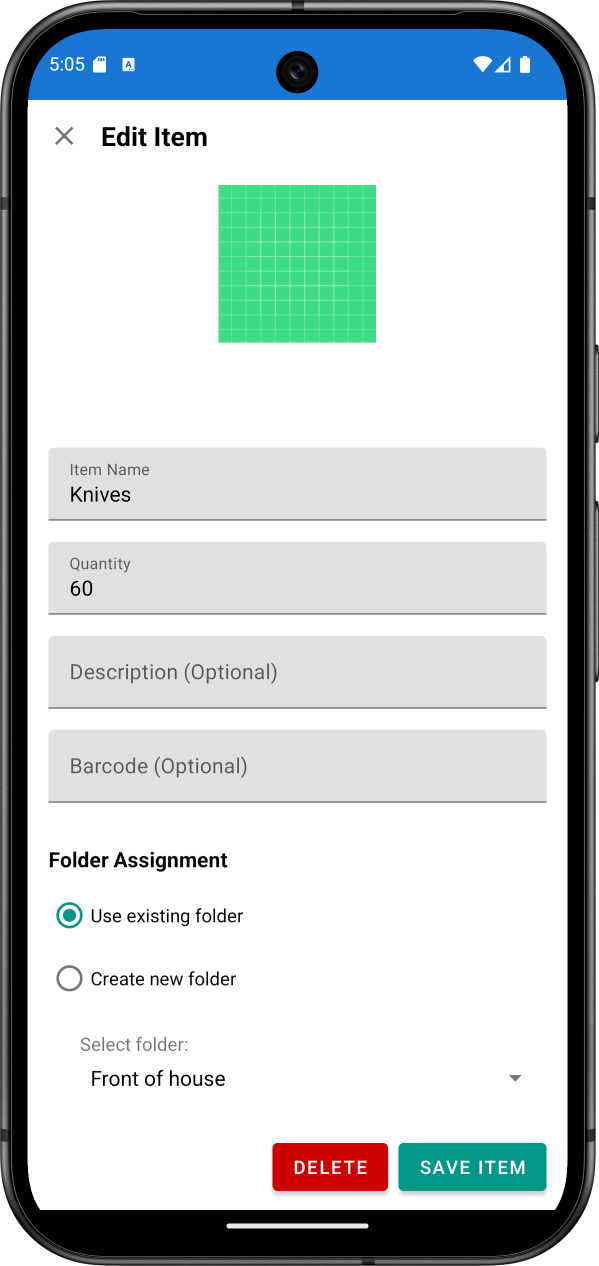 5:05
Edit Item
Item Name
Knives
Quantity
60
Description (Optional)
Barcode (Optional)
Folder Assignment
Use existing folder
Create new folder
Select folder:
Front of house
DELETE SAVE ITEM